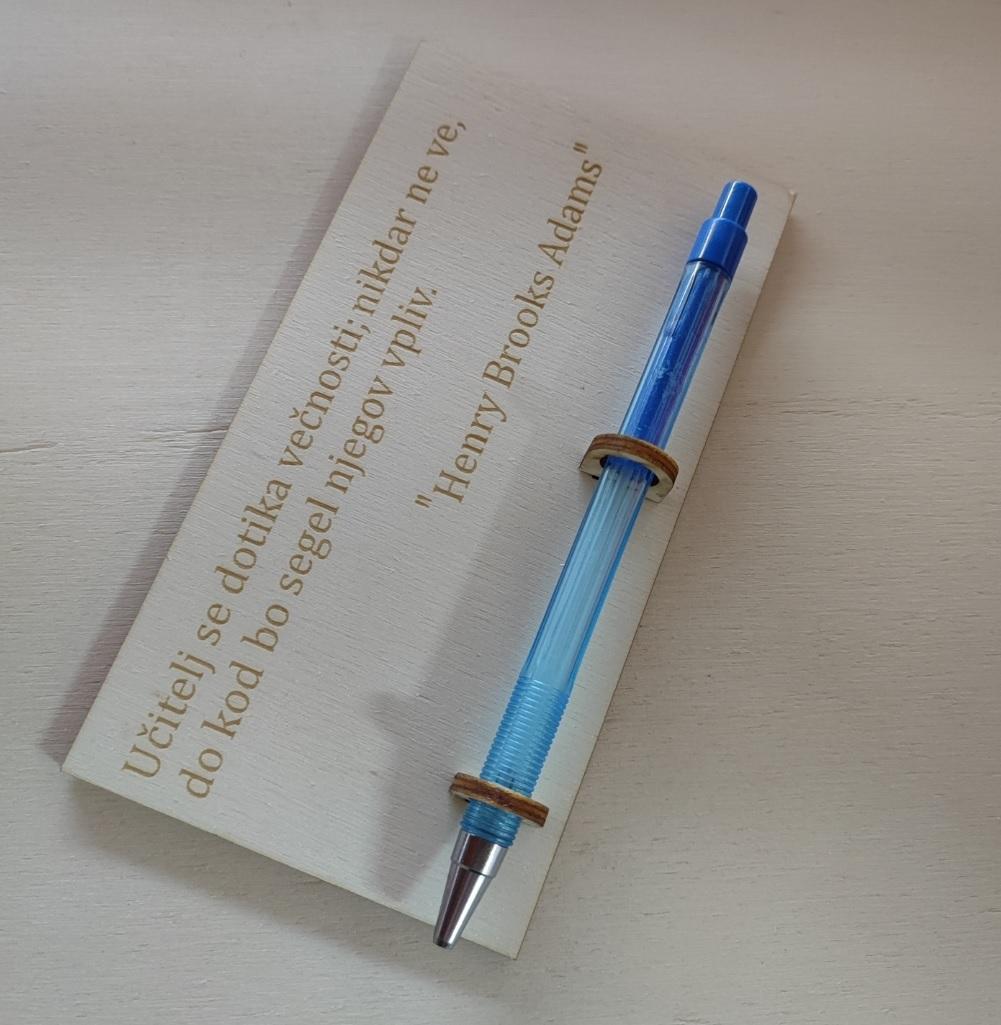 Učitelj se dotika večnosti; nikdar ne ve,
do kod bo segel njegov vpliv.
"Henry Brooks Adams"